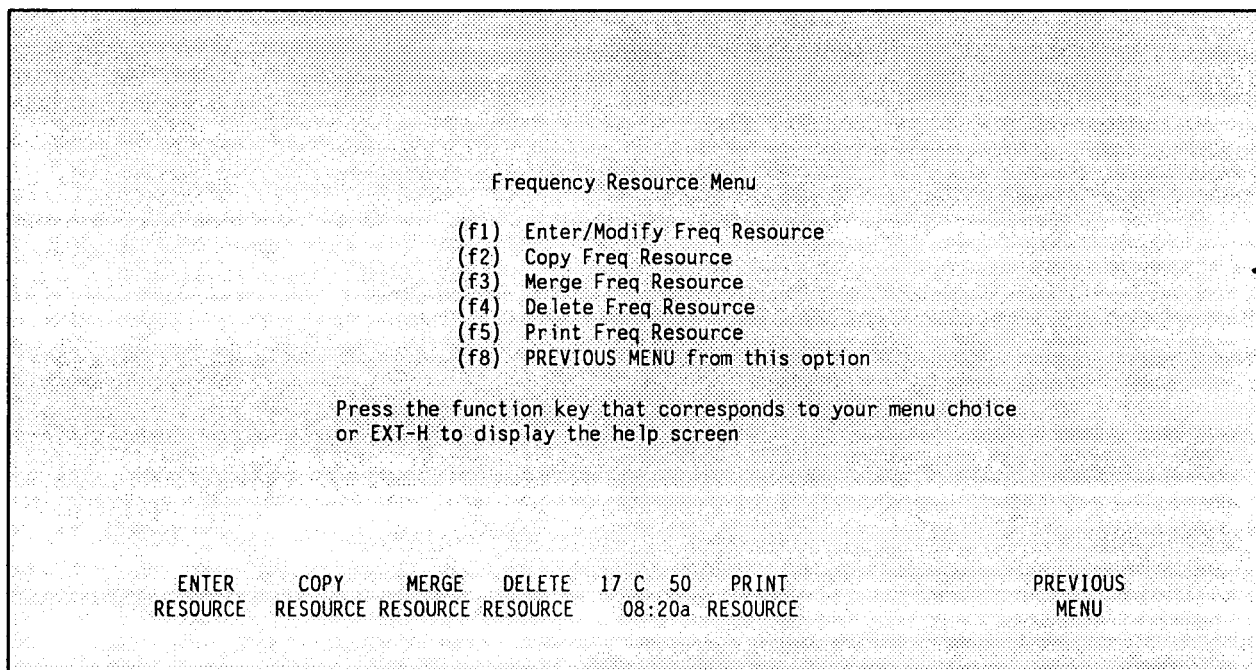 Frequency Resource Menu
(f1) Enter/Modify Freq Resource
(f2) Copy Freq Resource
(f3) Merge Freq Resource
(f4) Delete Freq Resource
(f5) Print Freq Resource
(f8) PREVIOUS MENU from this option
Press the function key that corresponds to your menu choice
or EXT-H to display the help screen
ENTER COPY MERGE DELETE 17 C 50 PRINT PREVIOUS
RESOURCE RESOURCE RESOURCE RESOURCE 08:20a RESOURCE MENU